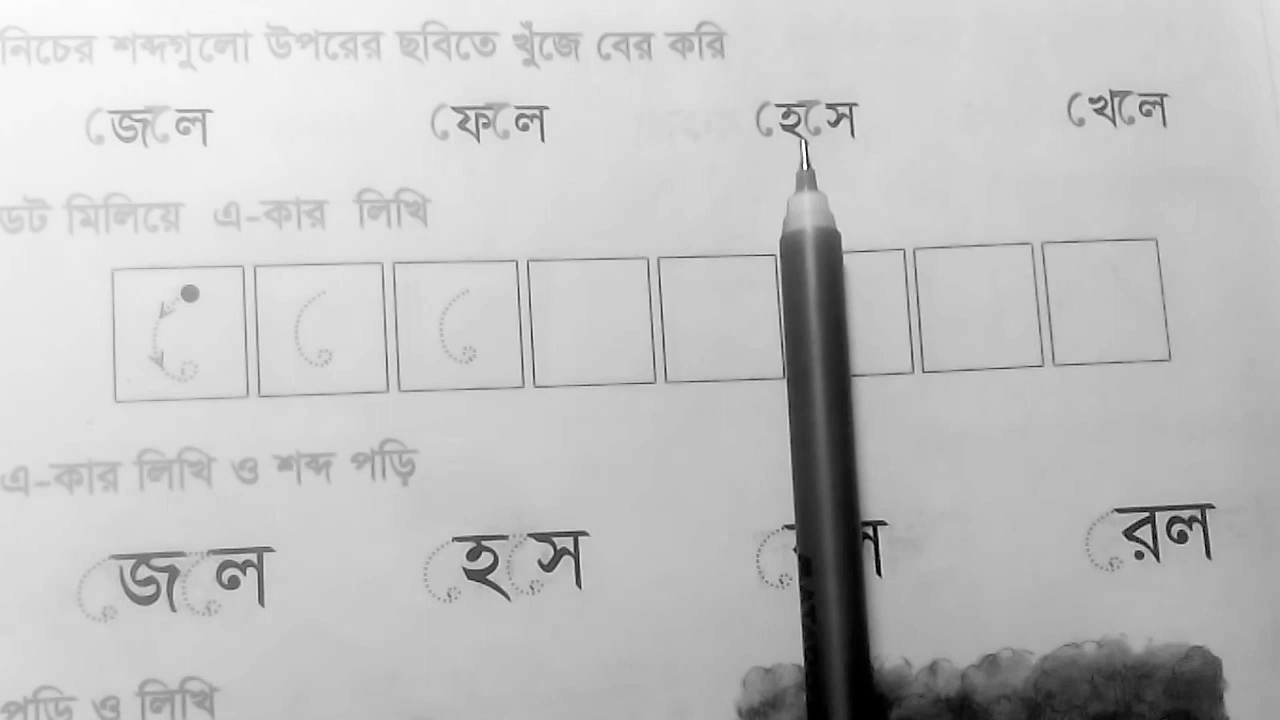 নিচের শব্দগুলো উপরের ছবিতে খুঁজে বের করি
জেলে ফেলে হেসে খেলে
ডট মিলিয়ে এ-কার লিখি
এ-কার লিখি ও শব্দ পড়ি
জেলে হেসে রেল
পড়ি ও লিখি